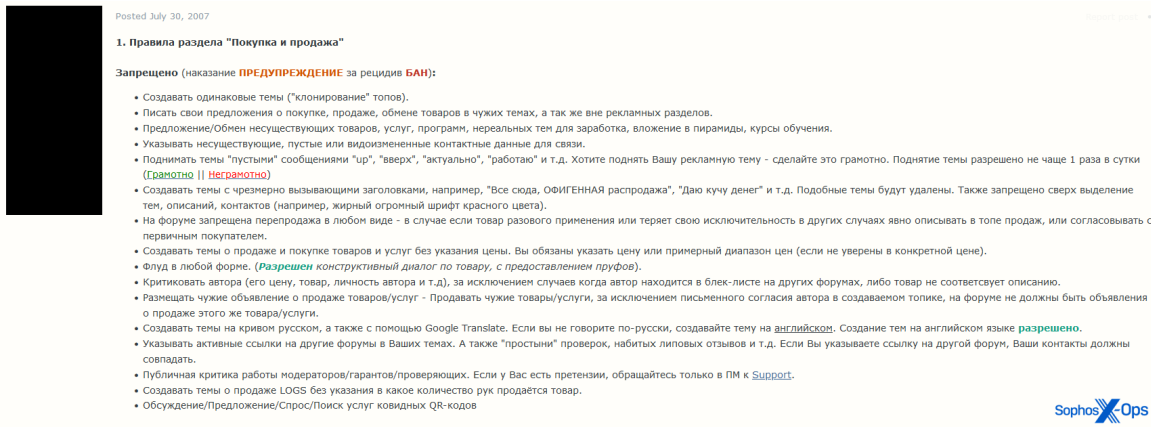 Posted July 30, 2007
1. Правила раздела "Покупка и продажа"
Запрещено (наказание ПРЕДУПРЕЖДЕНИЕ за рецидив БАН):
• Создавать одинаковые темы ("клонирование" топов).
• Писать свои предложения о покупке, продаже, обмене товаров в чужих темах, а так же вне рекламных разделов.
• Предложение/Обмен несуществующих товаров, услуг, программ, нереальных тем для заработка, вложение в пирамиды, курсы обучения.
• Указывать несуществующие, пустые или видоизмененные контактные данные для связи.
• Поднимать темы "пустыми" сообщениями "up", "вверх", "актуально", "работаю" и т.д. Хотите поднять Вашу рекламную тему - сделайте это грамотно. Поднятие темы разрешено не чаще 1 раза в сутки
(Грамотно || Неграмотно)
• Создавать темы с чрезмерно вызывающими заголовками, например, "Все сюда, ОФИГЕННАЯ распродажа", "Даю кучу денег" и т.д. Подобные темы будут удалены. Также запрещено сверх выделение
тем, описаний, контактов (например, жирный огромный шрифт красного цвета).
• На форуме запрещена перепродажа в любом виде - в случае если товар разового применения или теряет свою исключительность в других случаях явно описывать в топе продаж, или согласовывать с
первичным покупателем.
• Создавать темы о продаже и покупке товаров и услуг без указания цены. Вы обязаны указать цену или примерный диапазон цен (если не уверены в конкретной цене).
• Флуд в любой форме. (Разрешен конструктивный диалог по товару, с предоставлением пруфов).
• Критиковать автора (его цену, товар, личность автора и т.д), за исключением случаев когда автор находится в блек-листе на других форумах, либо товар не соответсвует описанию.
• Размещать чужие объявление о продаже товаров/услуг - Продавать чужие товары/услуги, за исключением письменного согласия автора в создаваемом топике, на форуме не должны быть объявления
о продаже этого же товара/услуги.
• Создавать темы на кривом русском, а также с помощью Google Translate. Если вы не говорите по-русски, создавайте тему на английском. Создание тем на английском языке разрешено.
• Указывать активные ссылки на другие форумы в Ваших темах. А также "простыни" проверок, набитых липовых отзывов и т.д. Если Вы указываете ссылку на другой форум, Ваши контакты должны
совпадать.
• Публичная критика работы модераторов/гарантов/проверяющих. Если у Вас есть претензии, обращайтесь только в ПМ к Support.
• Создавать темы о продаже LOGS без указания в какое количество рук продаётся товар.
• Обсуждение/Предложение/Спрос/Поиск услуг ковидных QR-кодов
Sophos X-Ops